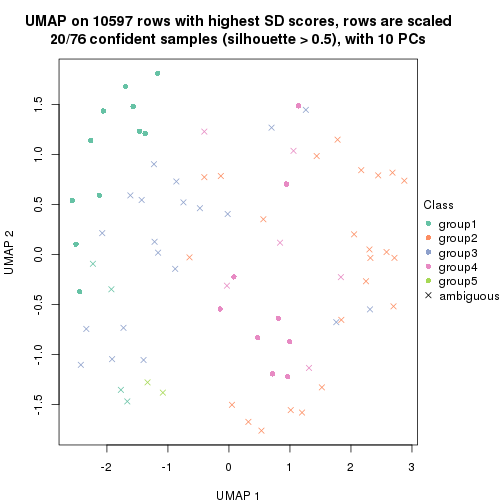 UMAP on 10597 rows with highest SD scores, rows are scaled
20/76 confident samples (silhouette > 0.5), with 10 PCs
UMAP 2
1.5
1.0
0.5
0.0
-0.5
-1.0
-1.5
-2
-1
0
1
2
3
UMAP 1
Class
group1
group2
group3
group4
group5
ambiguous